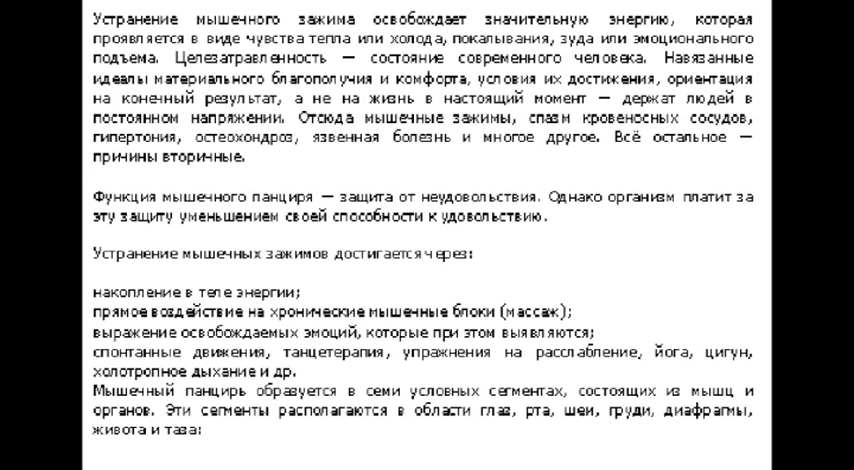 Устранение мышечного зажима освобождает значительную энергию, которая
проявляется в виде чувства тепла или холода, покалывания, зуда или эмоционального
подъема. Целезатравленность — состояние современного человека. Навязанные
идеалы материального благополучия и комфорта, условия их достижения, ориентация
на конечный результат, а не на жизнь в настоящий момент — держат людей в
постоянном напряжении. Отсюда мышечные зажимы, спазм кровеносных сосудов,
гипертония, остеохондроз, язвенная болезнь и многое другое. Всё остальное —
причины вторичные.
Функция мышечного панциря — защита от неудовольствия. Однако организм платит за
эту защиту уменьшением своей способности к удовольствию.
Устранение мышечных зажимов достигается через:
накопление в теле энергии;
прямое воздействие на хронические мышечные блоки (массаж);
выражение освобождаемых эмоций, которые при этом выявляются;
спонтанные движения, танцетерапия, упражнения на расслабление, йога, цигун,
холотропное дыхание и др.
Мышечный панцирь образуется в семи условных сегментах, состоящих из мышц и
органов. Эти сегменты располагаются в области глаз, рта, шеи, груди, диафрагмы,
живота и таза: